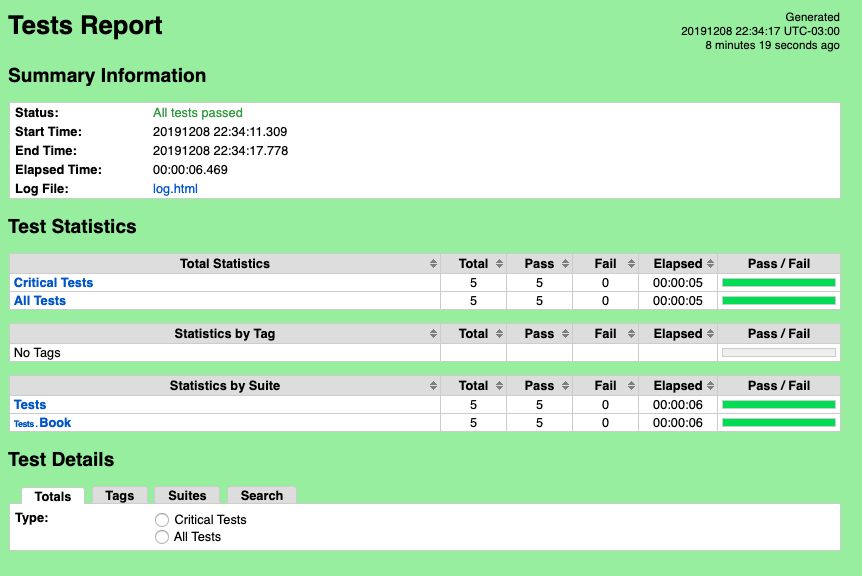 Tests Report
Generated
20191208 22:34:17 UTC-03:00
8 minutes 19 seconds ago
Summary Information
Status: All tests passed
Start Time: 20191208 22:34:11.309
End Time: 20191208 22:34:17.778
Elapsed Time: 00:00:06.469
Log File: log.html
Test Statistics
Total Statistics Total Pass Fail Elapsed Pass / Fail
Critical Tests 5 5 0 00:00:05
All Tests 5 5 0 00:00:05
Statistics by Tag Total Pass Fail Elapsed Pass / Fail
No Tags
Statistics by Suite Total Pass Fail Elapsed Pass / Fail
Tests 5 5 0 00:00:06
Tests . Book 5 5 0 00:00:06
Test Details
Totals Tags Suites Search
Type: Critical Tests
All Tests